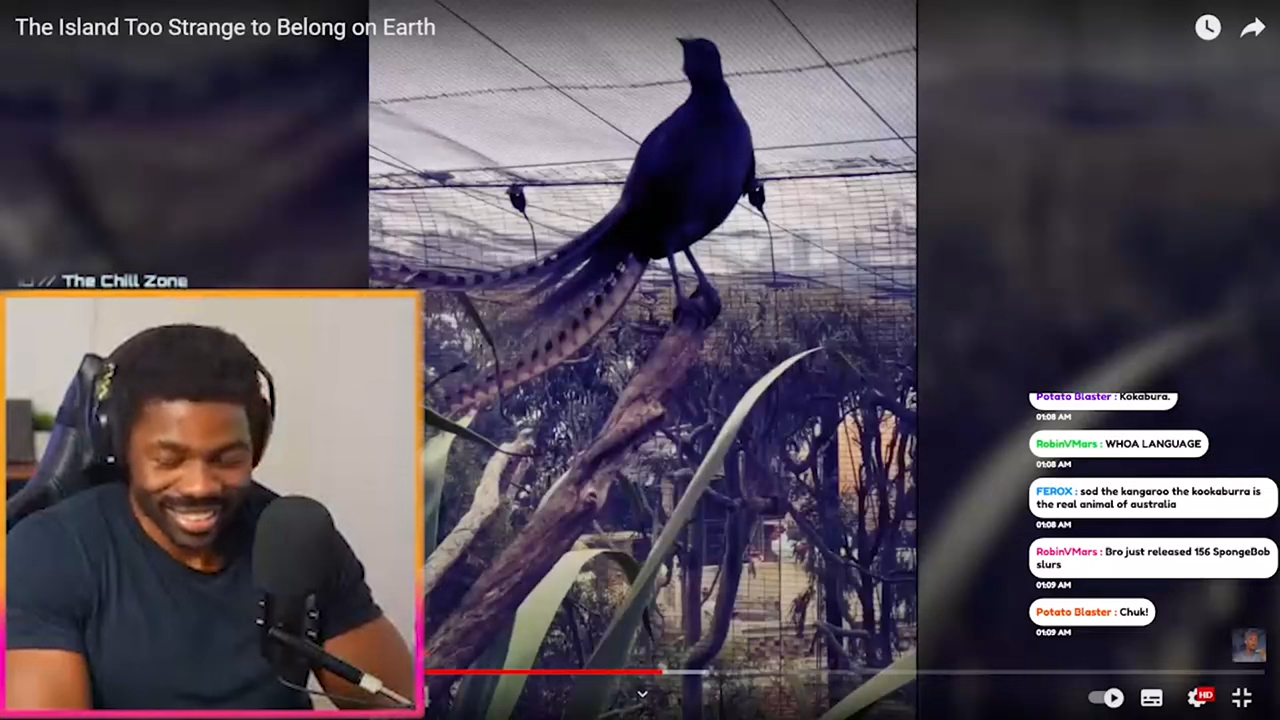 The Island Too Strange to Belong on Earth
// The Chill Zone
Potato Blaster : Kokabura.
01:08 AM
RobinVMars : WHOA LANGUAGE
01:08 AM
FEROX : sod the kangaroo the kookaburra is
the real animal of australia
01:08 AM
RobinVMars : Bro just released 156 SpongeBob
slurs
01:09 AM
Potato Blaster : Chuk!
01:09 AM
HD